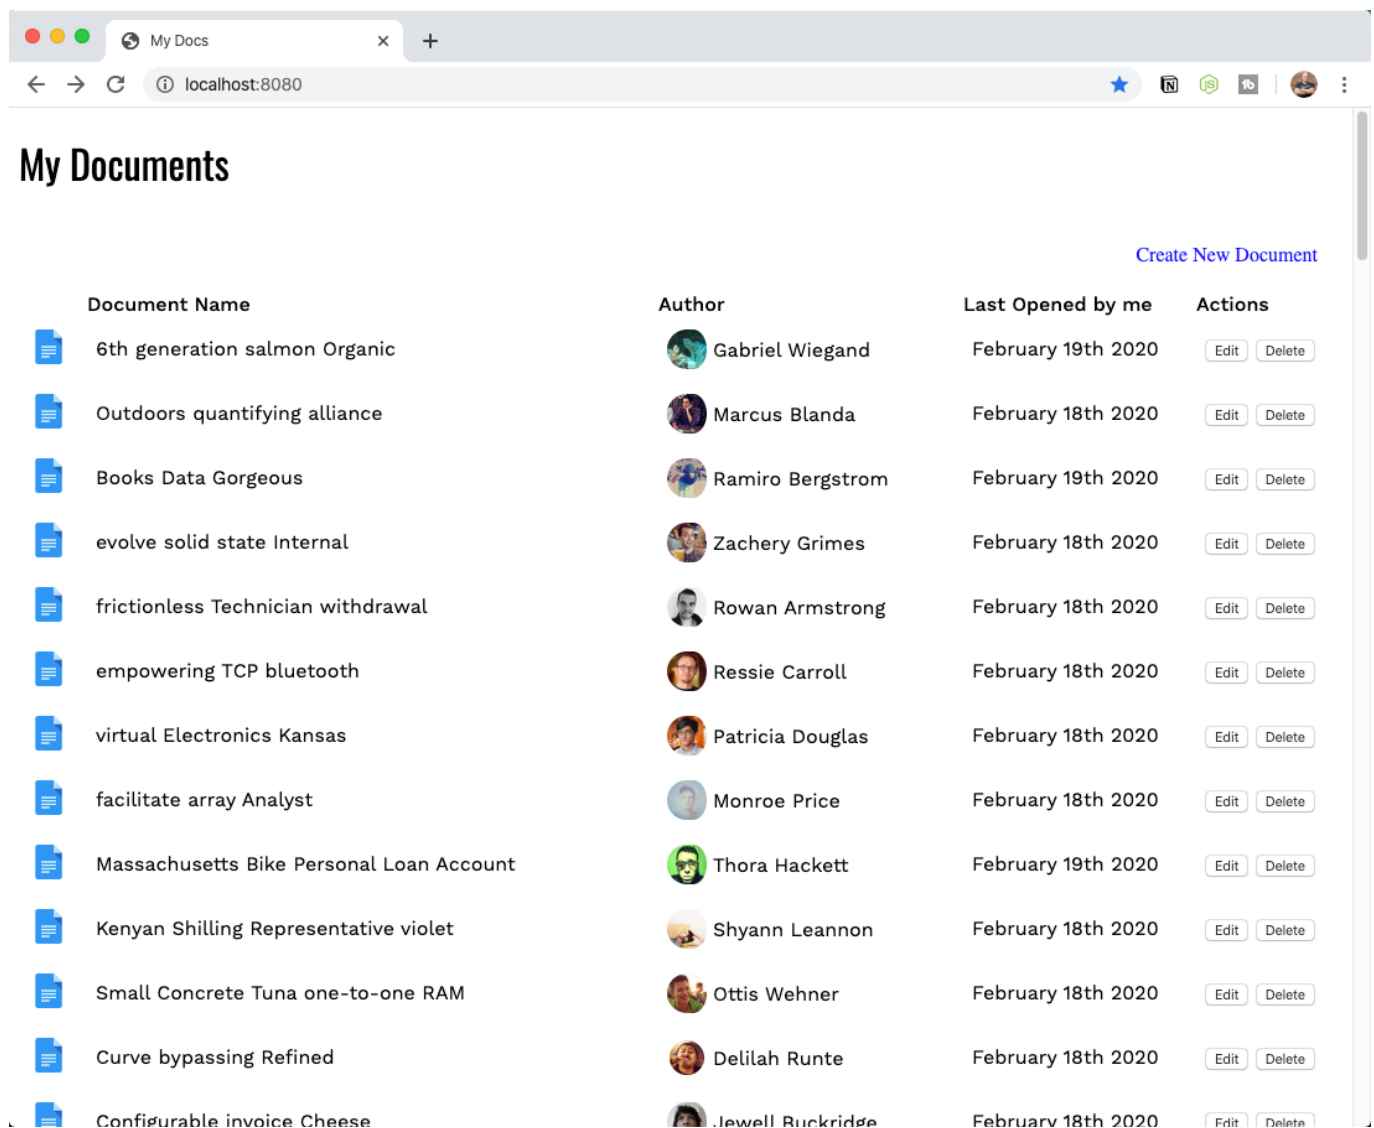 My Docs
localhost:8080
My Documents
Create New Document
Document Name Author Last Opened by me Actions
6th generation salmon Organic Gabriel Wiegand February 19th 2020 Edit Delete
Outdoors quantifying alliance Marcus Blanda February 18th 2020 Edit Delete
Books Data Gorgeous Ramiro Bergstrom February 19th 2020 Edit Delete
evolve solid state Internal Zachery Grimes February 18th 2020 Edit Delete
frictionless Technician withdrawal Rowan Armstrong February 18th 2020 Edit Delete
empowering TCP bluetooth Ressie Carroll February 18th 2020 Edit Delete
virtual Electronics Kansas Patricia Douglas February 18th 2020 Edit Delete
facilitate array Analyst Monroe Price February 18th 2020 Edit Delete
Massachusetts Bike Personal Loan Account Thora Hackett February 19th 2020 Edit Delete
Kenyan Shilling Representative violet Shyann Leannon February 18th 2020 Edit Delete
Small Concrete Tuna one-to-one RAM Ottis Wehner February 18th 2020 Edit Delete
Curve bypassing Refined Delilah Runte February 18th 2020 Edit Delete
Configurable invoice Cheese Jewell Buckridge February 18th 2020 Edit Delete